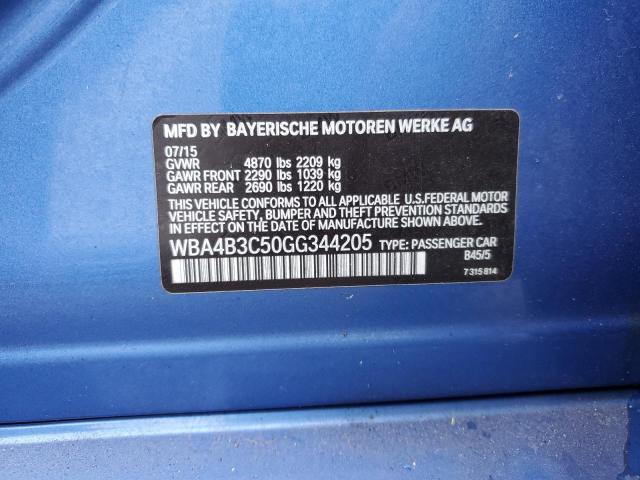 MFD BY BAYERISCHE MOTOREN WERKE AG
07/15
GVWR 4870 lbs 2209 kg
GAWR FRONT 2290 lbs 1039 kg
GAWR REAR 2690 lbs 1220 kg
THIS VEHICLE CONFORMS TO ALL APPLICABLE U.S.FEDERAL MOTOR
VEHICLE SAFETY, BUMPER AND THEFT PREVENTION STANDARDS
IN EFFECT ON THE DATE OF MANUFACTURE SHOWN ABOVE.
WBA4B3C50GG344205 TYPE: PASSENGER CAR
B45/5
7 315 814